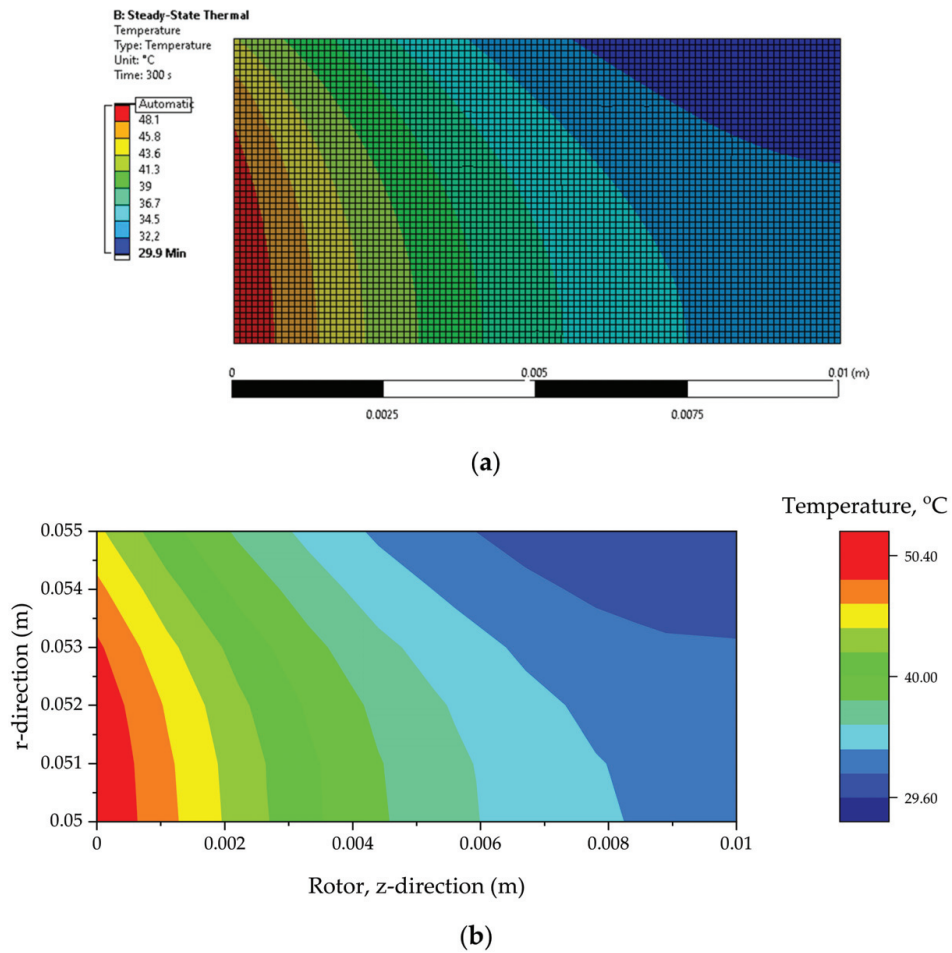 B: Steady-State Thermal
Temperature
Type: Temperature
Unit: °C
Time: 300 s
Automatic
48.1
45.8
43.6
41.3
39
36.7
34.5
32,2
29.9 Min
0 0.005 0.01 (m)
0.0025 0.0075
(a)
Temperature, °C
0.055
0.054
0.053
0.052
0.051
0.05
r-direction (m)
0 0.002 0.004 0.006 0.008 0.01
Rotor, z-direction (m)
50.40
40.00
29.60
(b)